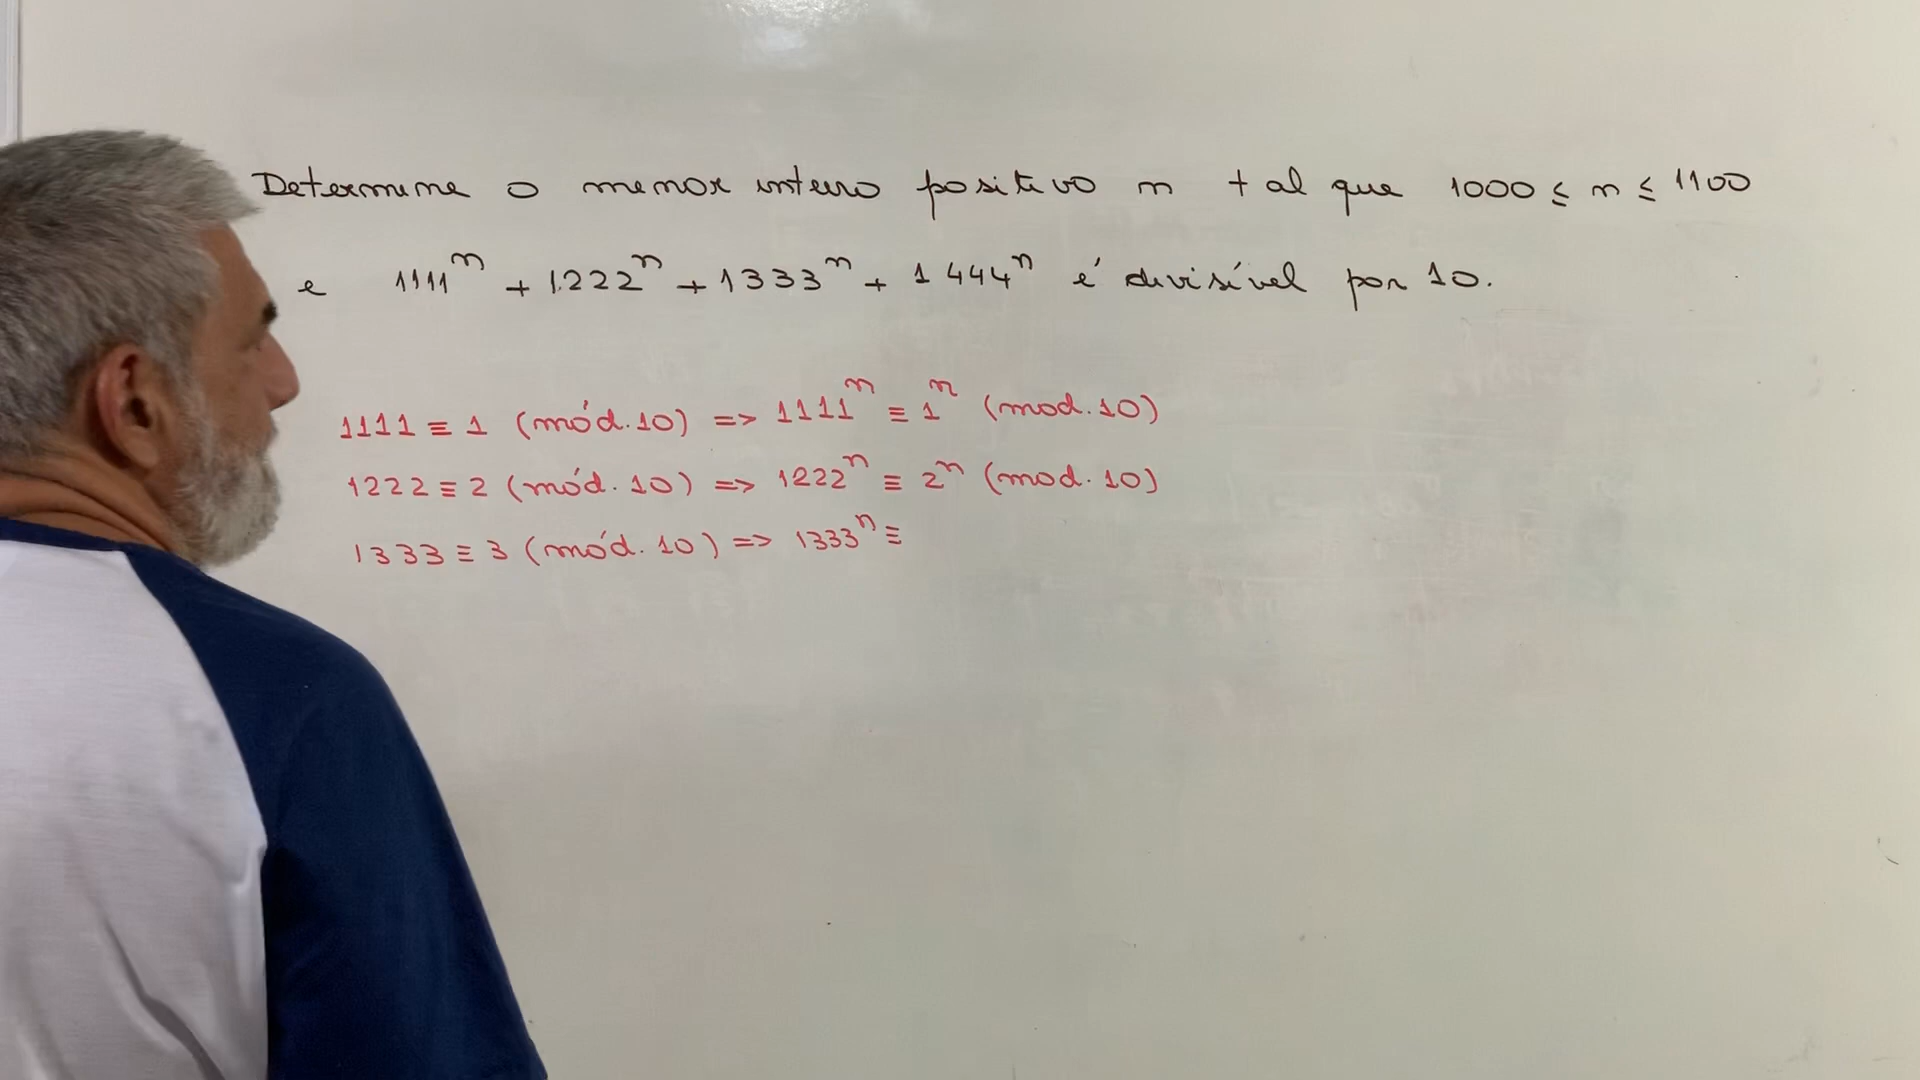 Determine o menor inteiro positivo n tal que 1000 ≤ n ≤ 1100
e 1111ⁿ + 1222ⁿ + 1333ⁿ + 1444ⁿ é divisível por 10.
1111 ≡ 1 (mód. 10) => 1111ⁿ ≡ 1ⁿ (mod. 10)
1222 ≡ 2 (mód. 10) => 1222ⁿ ≡ 2ⁿ (mod. 10)
1333 ≡ 3 (mód. 10) => 1333ⁿ ≡